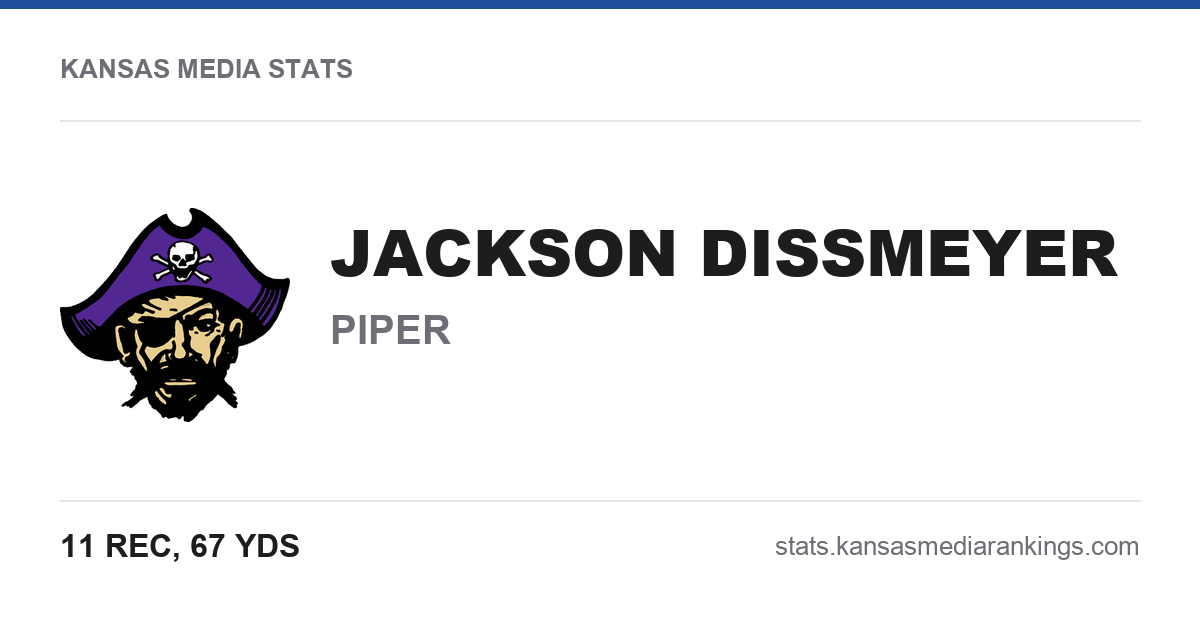 KANSAS MEDIA STATS
JACKSON DISSMEYER
PIPER
11 REC, 67 YDS
stats.kansasmediarankings.com